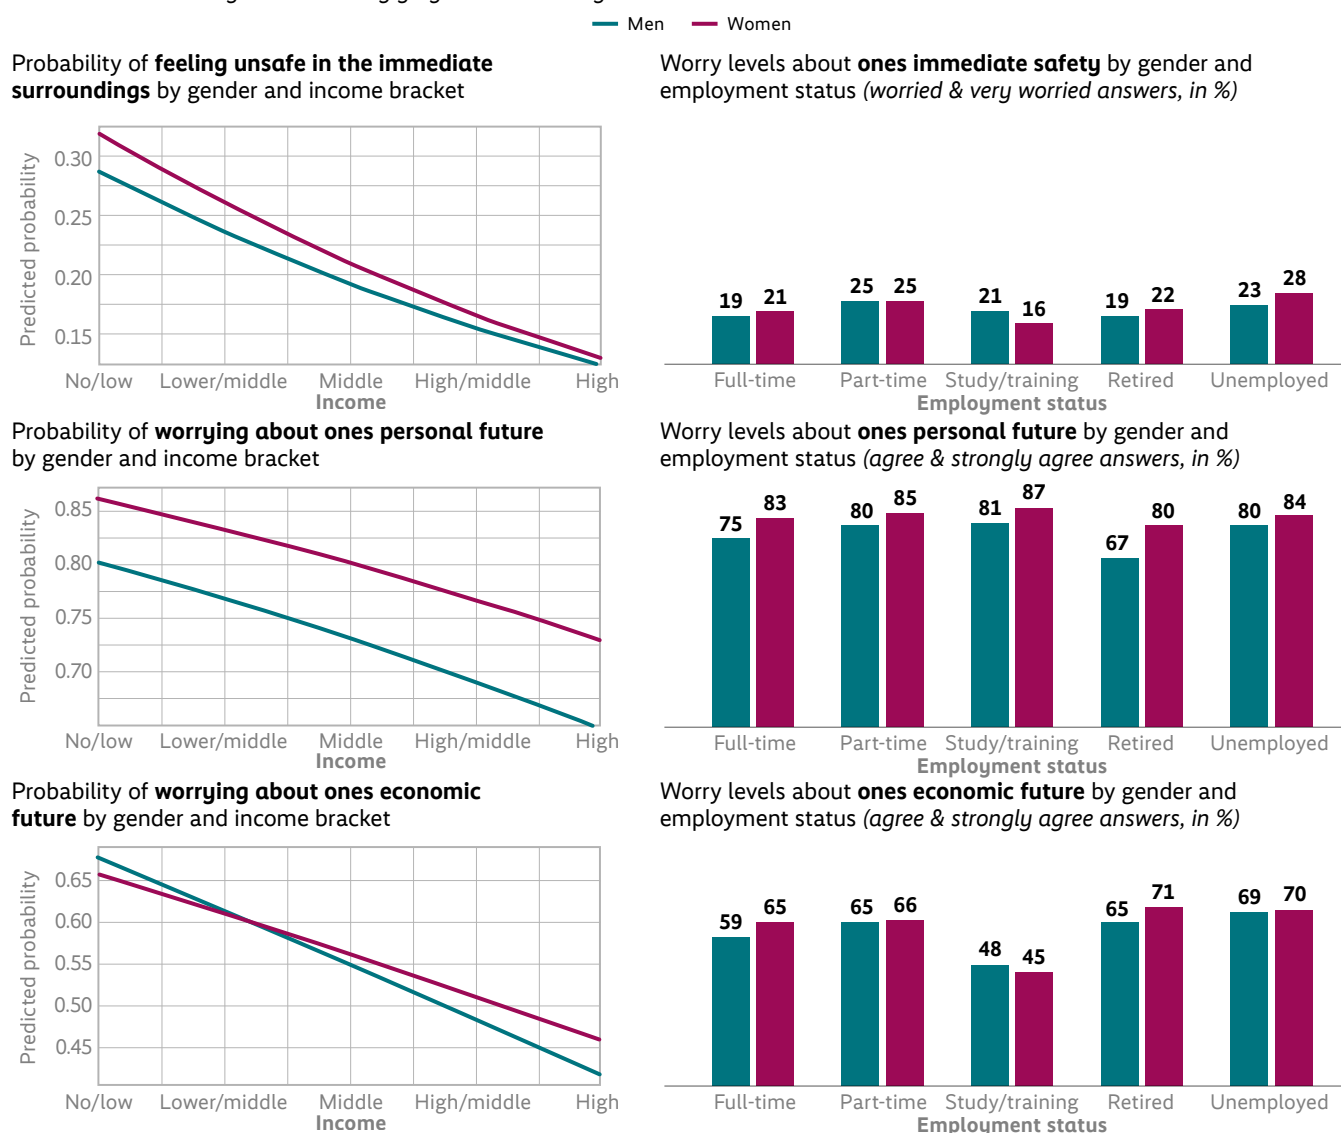 Men Women
Probability of feeling unsafe in the immediate
surroundings by gender and income bracket
Predicted probability
0.30
0.25
0.20
0.15
No/low Lower/middle Middle High/middle High
Income
Worry levels about ones immediate safety by gender and
employment status (worried & very worried answers, in %)
19 21 25 25 21 16 19 22 23 28
Full-time Part-time Study/training Retired Unemployed
Employment status
Probability of worrying about ones personal future
by gender and income bracket
Predicted probability
0.85
0.80
0.75
0.70
No/low Lower/middle Middle High/middle High
Income
Worry levels about ones personal future by gender and
employment status (agree & strongly agree answers, in %)
75 83 80 85 81 87 67 80 80 84
Full-time Part-time Study/training Retired Unemployed
Employment status
Probability of worrying about ones economic
future by gender and income bracket
Predicted probability
0.65
0.60
0.55
0.50
0.45
No/low Lower/middle Middle High/middle High
Income
Worry levels about ones economic future by gender and
employment status (agree & strongly agree answers, in %)
59 65 65 66 48 45 65 71 69 70
Full-time Part-time Study/training Retired Unemployed
Employment status